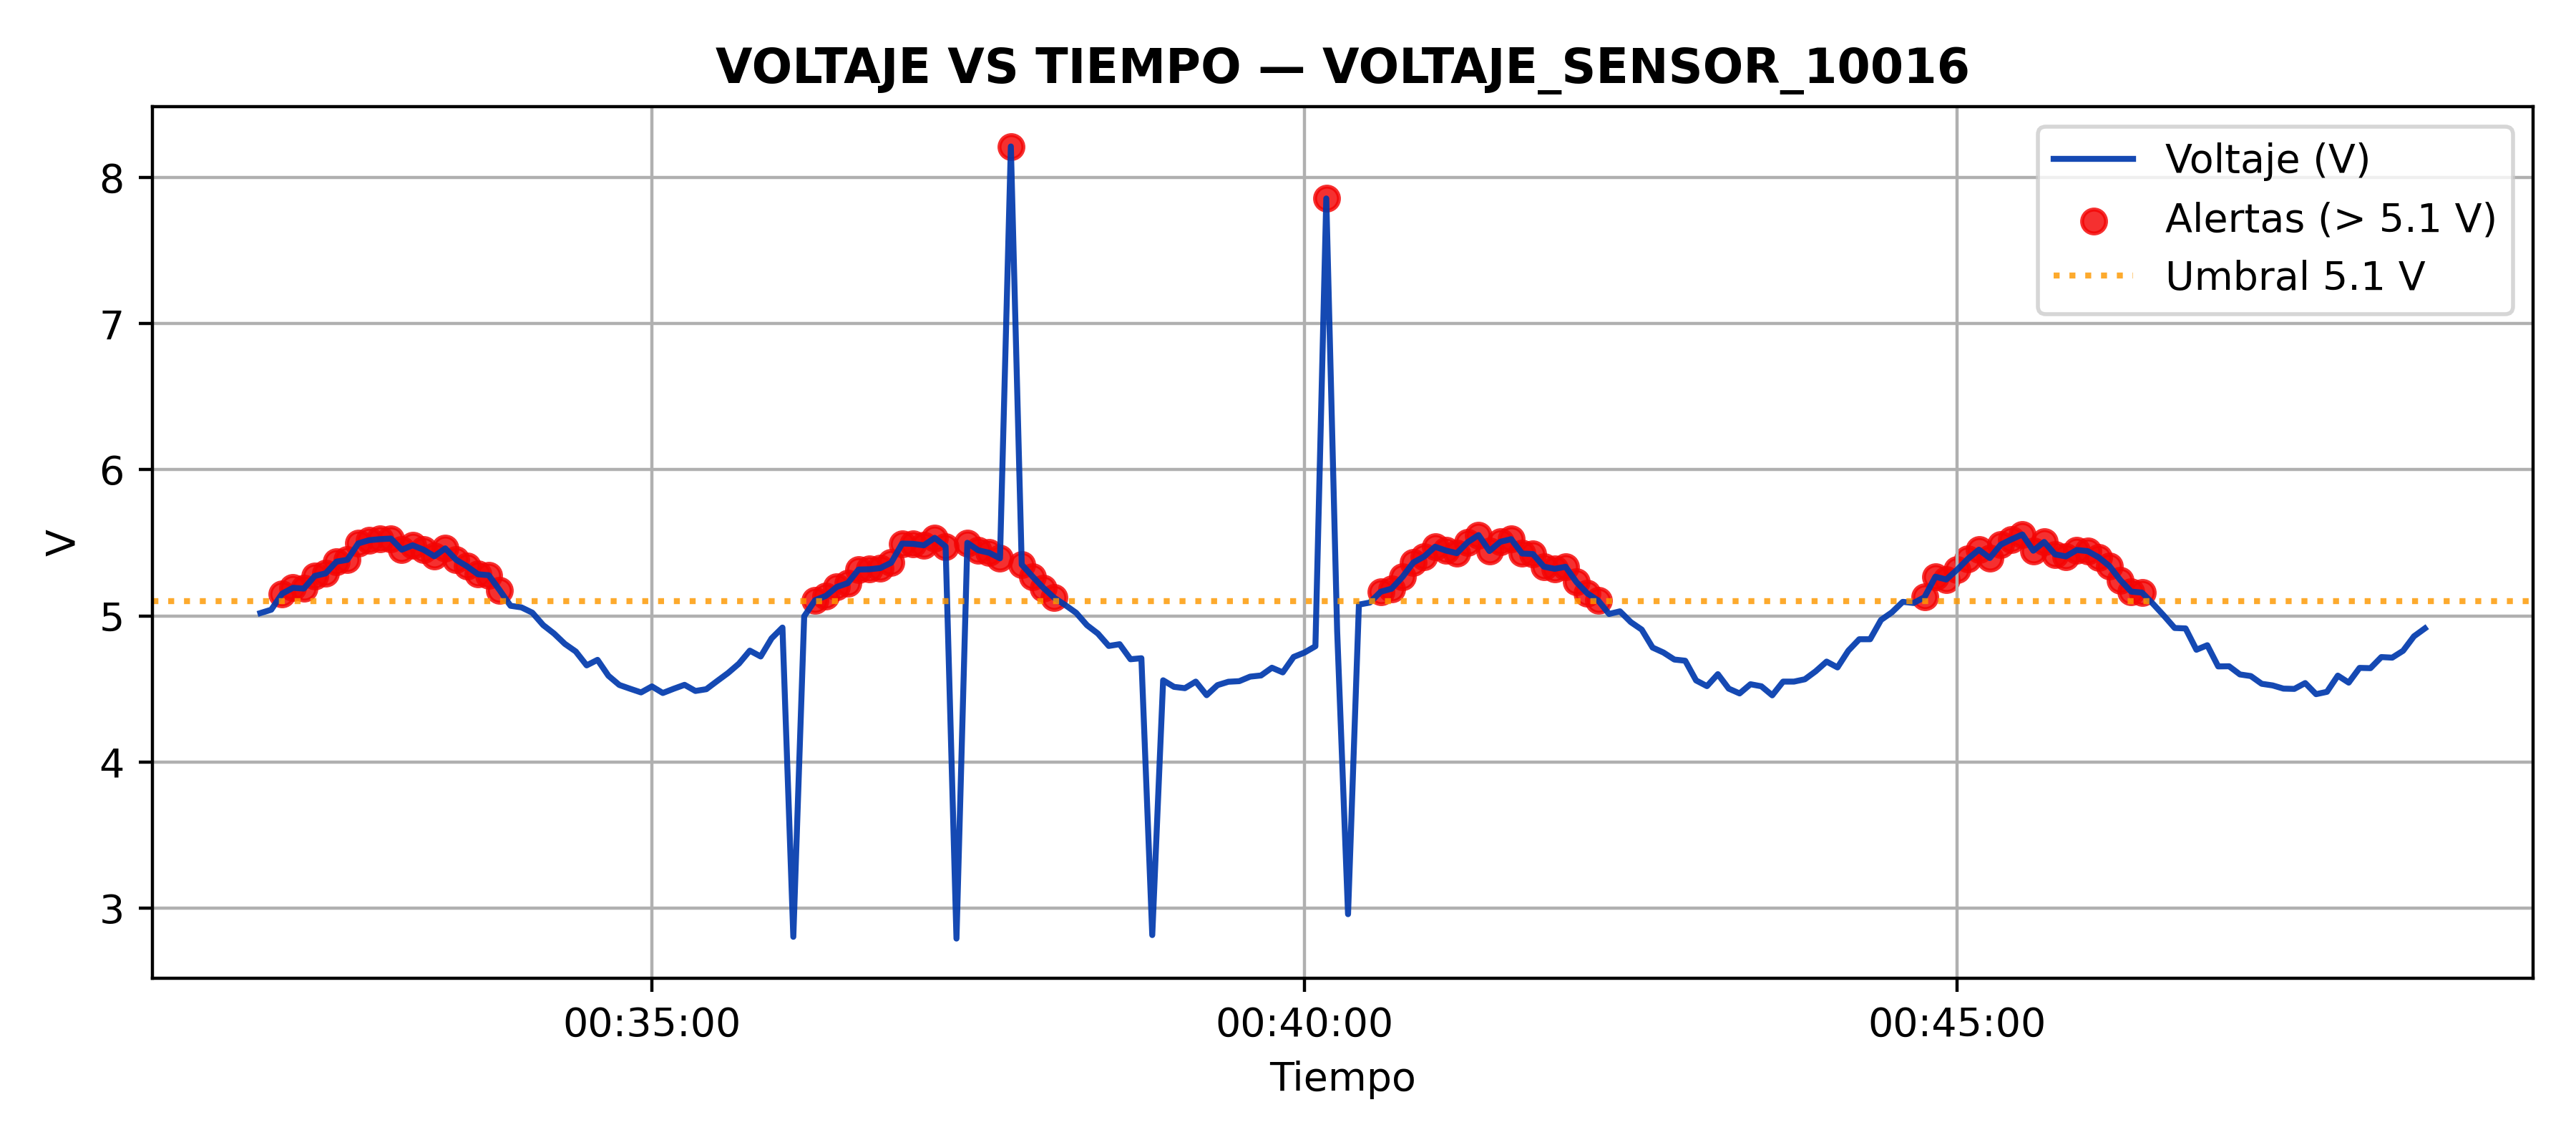 VOLTAJE VS TIEMPO — VOLTAJE_SENSOR_10016
Voltaje (V)
Alertas (> 5.1 V)
Umbral 5.1 V
8
7
6
5
4
3
V
00:35:00
00:40:00
00:45:00
Tiempo